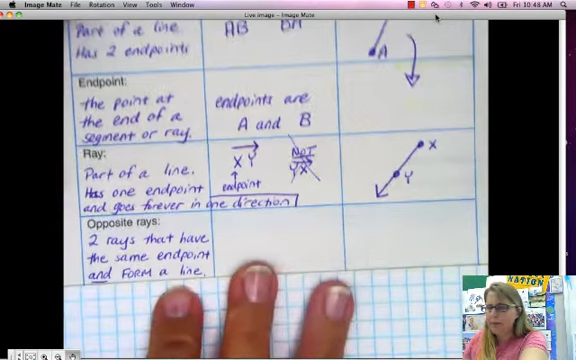 Image Mate File Rotation View Tools Window Help
Fri 10:48 AM
Live image - Image Mate
Part of a line.
Has 2 endpoints
AB BA
A
Endpoint:
the point at
the end of a
segment or ray.
endpoints are
A and B
Ray:
Part of a line.
Has one endpoint
and goes forever in one direction
XY
endpoint
NOT
YX
X
Y
Opposite rays:
2 rays that have
the same endpoint
and FORM a line.